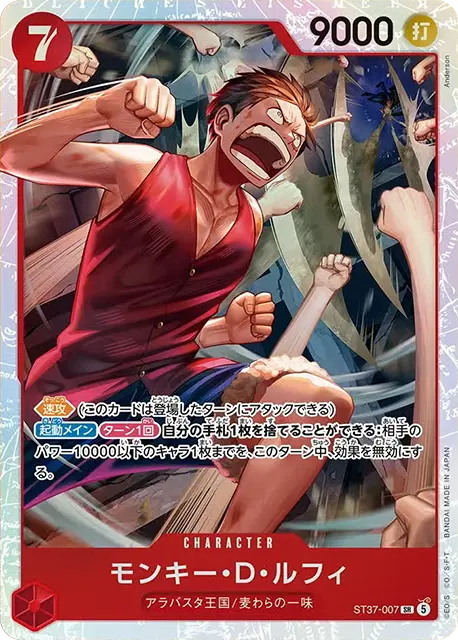 7
9000
打
Anderson
速攻 (このカードは登場したターンにアタックできる)
起動メイン ターン1回 自分の手札1枚を捨てることができる:相手の
パワー10000以下のキャラ1枚までを、このターン中、効果を無効にす
る。
CHARACTER
モンキー・D・ルフィ
アラバスタ王国/麦わらの一味
ST37-007 SR 5
©E.O/S ©O./S・F・T BANDAI MADE IN JAPAN